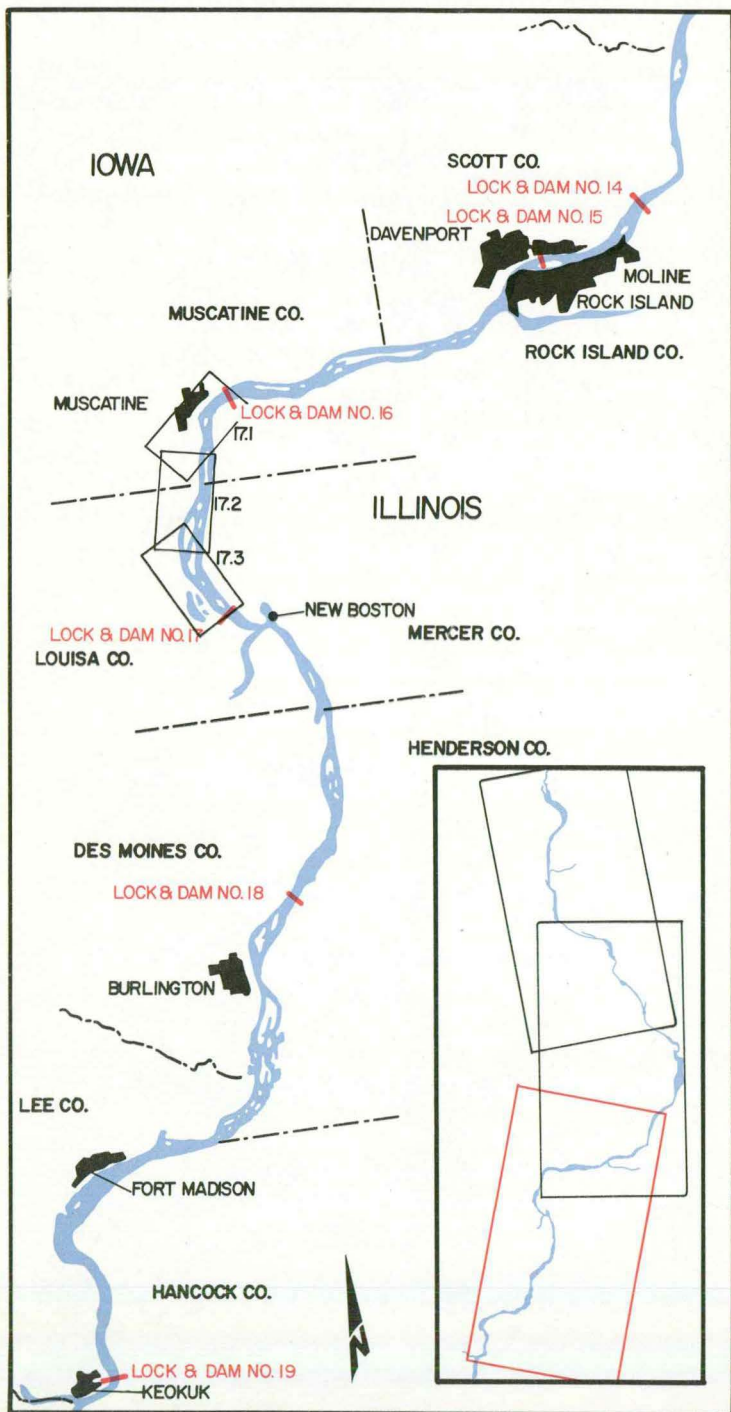 IOWA
SCOTT CO.
LOCK & DAM NO. 14
LOCK & DAM NO. 15
DAVENPORT
MOLINE
ROCK ISLAND
MUSCATINE CO.
ROCK ISLAND CO.
MUSCATINE
LOCK & DAM NO. 16
17.1
ILLINOIS
17.2
17.3
NEW BOSTON
LOCK & DAM NO. 17
MERCER CO.
LOUISA CO.
HENDERSON CO.
DES MOINES CO.
LOCK & DAM NO. 18
BURLINGTON
LEE CO.
FORT MADISON
HANCOCK CO.
N
LOCK & DAM NO. 19
KEOKUK